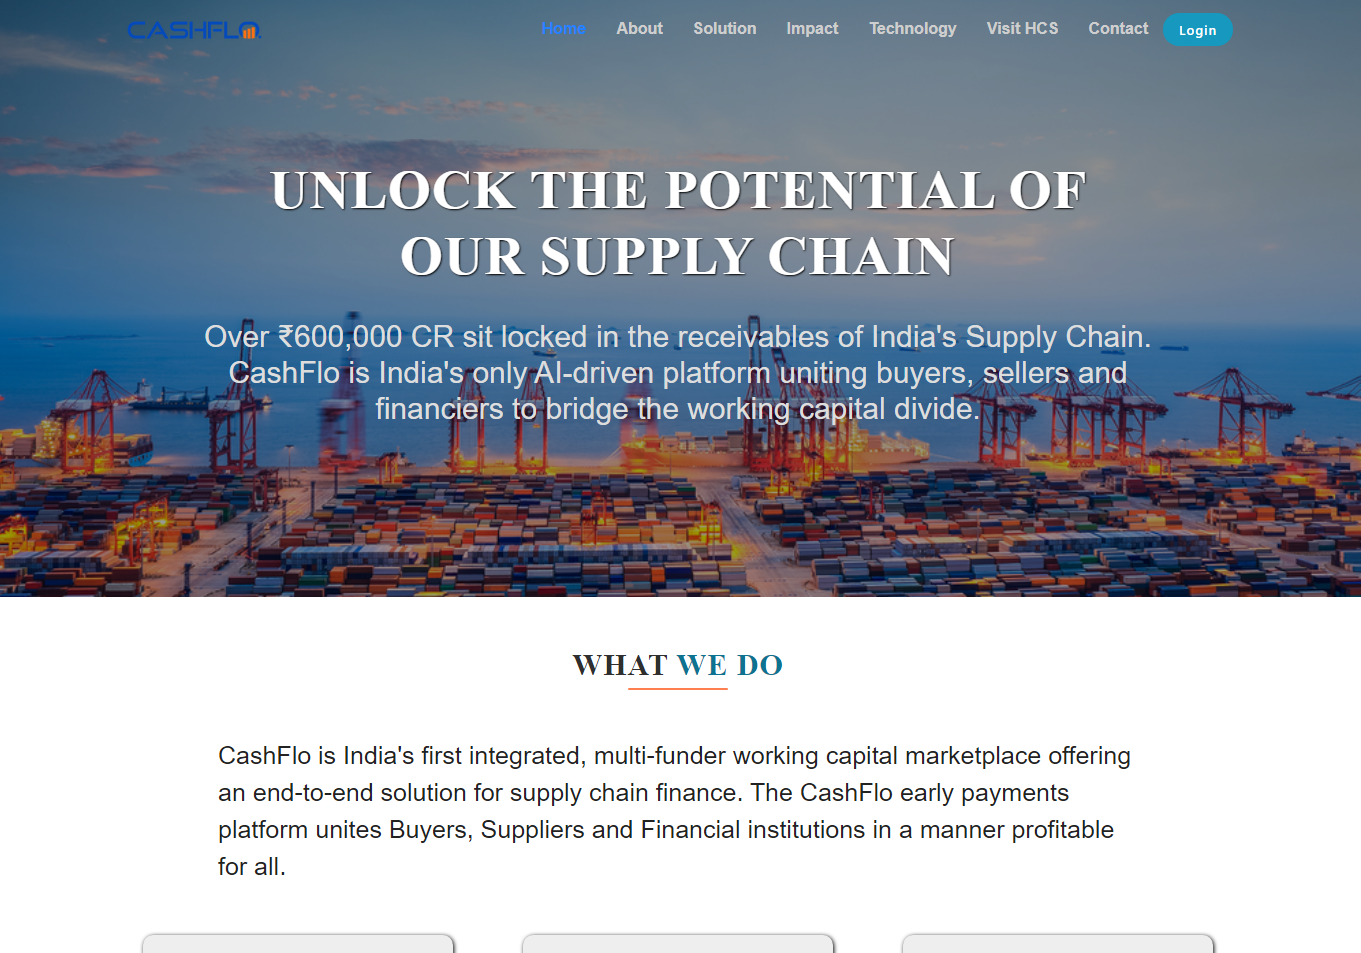 CASHFLO
Home About Solution Impact Technology Visit HCS Contact Login
UNLOCK THE POTENTIAL OF
OUR SUPPLY CHAIN
Over ₹600,000 CR sit locked in the receivables of India's Supply Chain.
CashFlo is India's only AI-driven platform uniting buyers, sellers and
financiers to bridge the working capital divide.
WHAT WE DO
CashFlo is India's first integrated, multi-funder working capital marketplace offering
an end-to-end solution for supply chain finance. The CashFlo early payments
platform unites Buyers, Suppliers and Financial institutions in a manner profitable
for all.